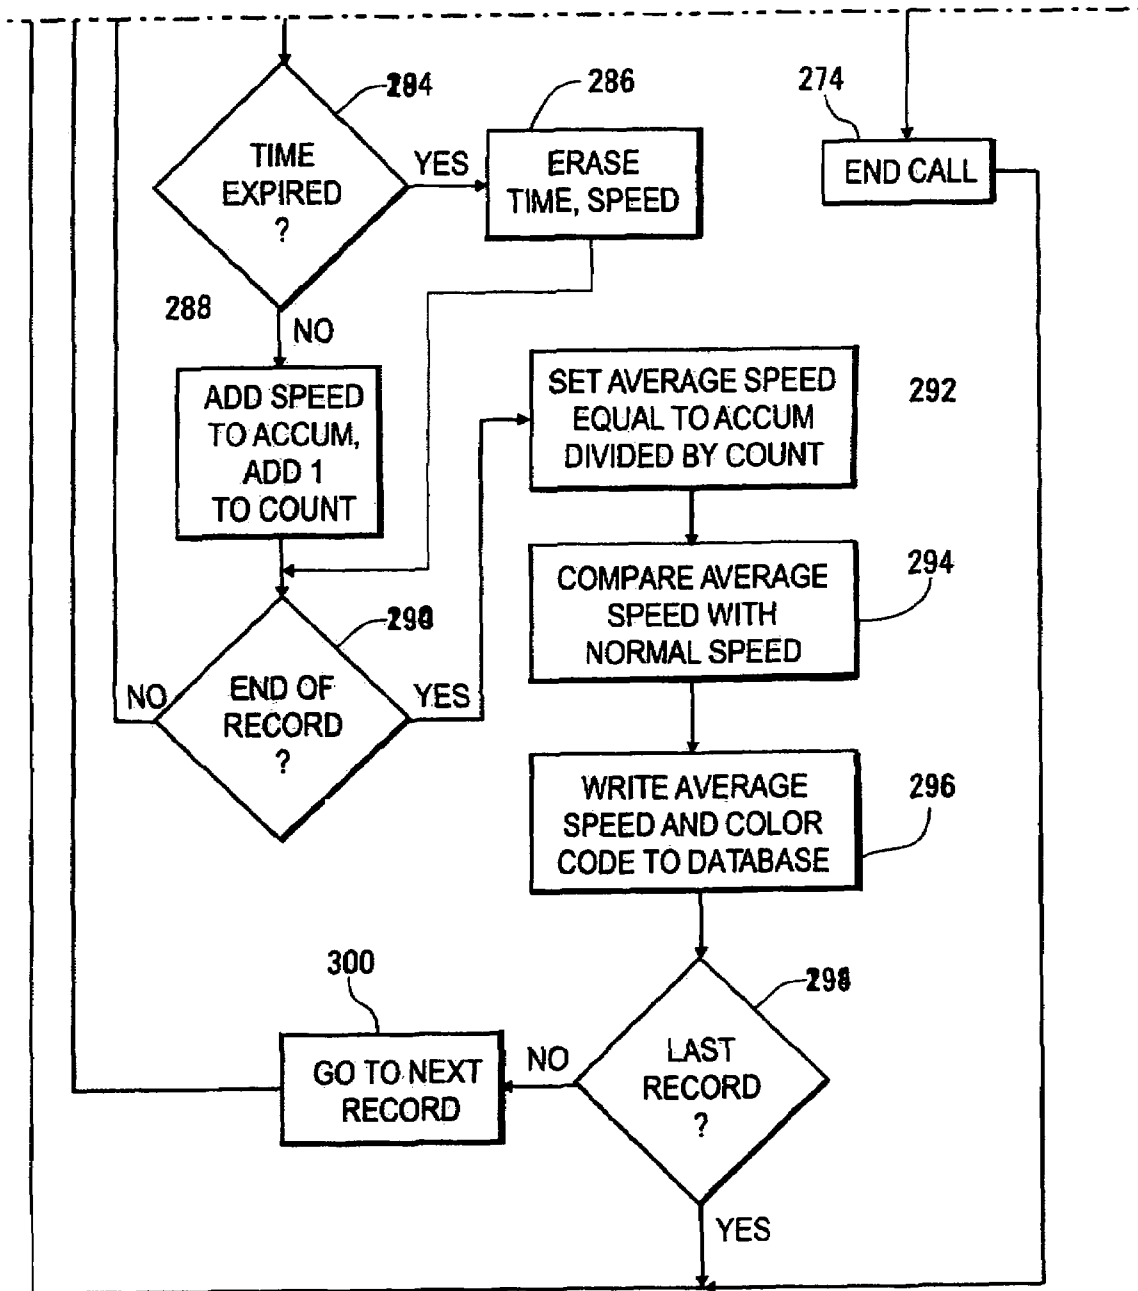 286
274
TIME
EXPIRED
?
YES
ERASE
TIME, SPEED
END CALL
288
NO
ADD SPEED
TO ACCUM,
ADD 1
TO COUNT
SET AVERAGE SPEED
EQUAL TO ACCUM
DIVIDED BY COUNT
292
COMPARE AVERAGE
SPEED WITH
NORMAL SPEED
294
NO
END OF
RECORD
?
YES
WRITE AVERAGE
SPEED AND COLOR
CODE TO DATABASE
296
300
GO TO NEXT
RECORD
NO
LAST
RECORD
?
YES